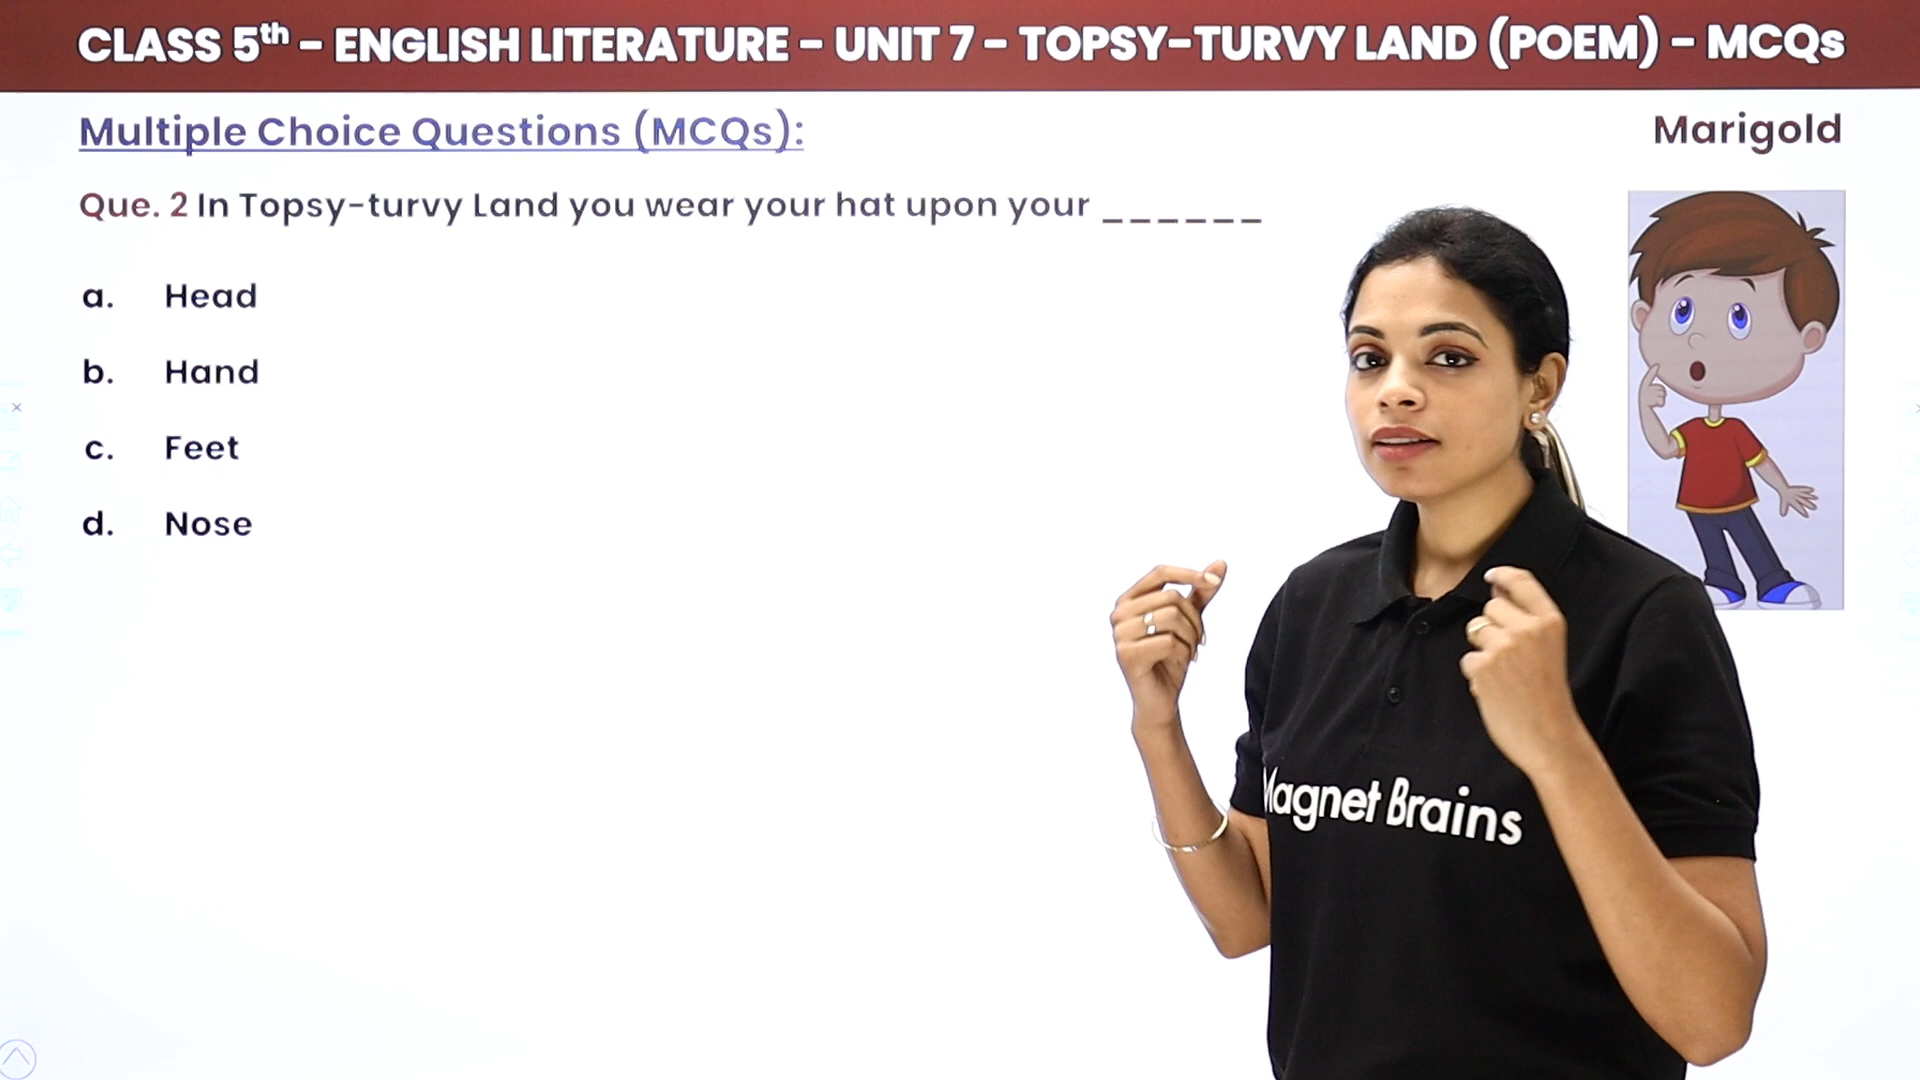 CLASS 5th – ENGLISH LITERATURE – UNIT 7 – TOPSY-TURVY LAND (POEM) – MCQs
Multiple Choice Questions (MCQs):
Marigold
Que. 2 In Topsy-turvy Land you wear your hat upon your ______
a. Head
b. Hand
c. Feet
d. Nose
Magnet Brains